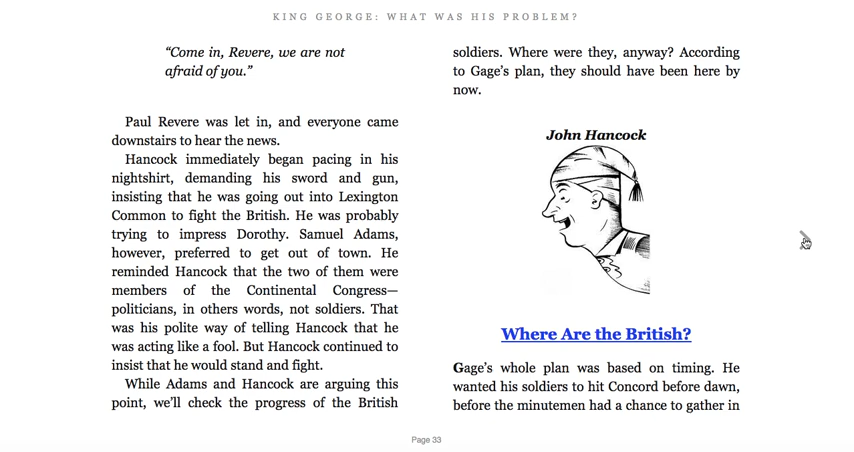 KING GEORGE: WHAT WAS HIS PROBLEM?
“Come in, Revere, we are not
afraid of you.”
Paul Revere was let in, and everyone came
downstairs to hear the news.
Hancock immediately began pacing in his
nightshirt, demanding his sword and gun,
insisting that he was going out into Lexington
Common to fight the British. He was probably
trying to impress Dorothy. Samuel Adams,
however, preferred to get out of town. He
reminded Hancock that the two of them were
members of the Continental Congress—
politicians, in others words, not soldiers. That
was his polite way of telling Hancock that he
was acting like a fool. But Hancock continued to
insist that he would stand and fight.
While Adams and Hancock are arguing this
point, we’ll check the progress of the British
soldiers. Where were they, anyway? According
to Gage’s plan, they should have been here by
now.
John Hancock
Where Are the British?
Gage’s whole plan was based on timing. He
wanted his soldiers to hit Concord before dawn,
before the minutemen had a chance to gather in
Page 33